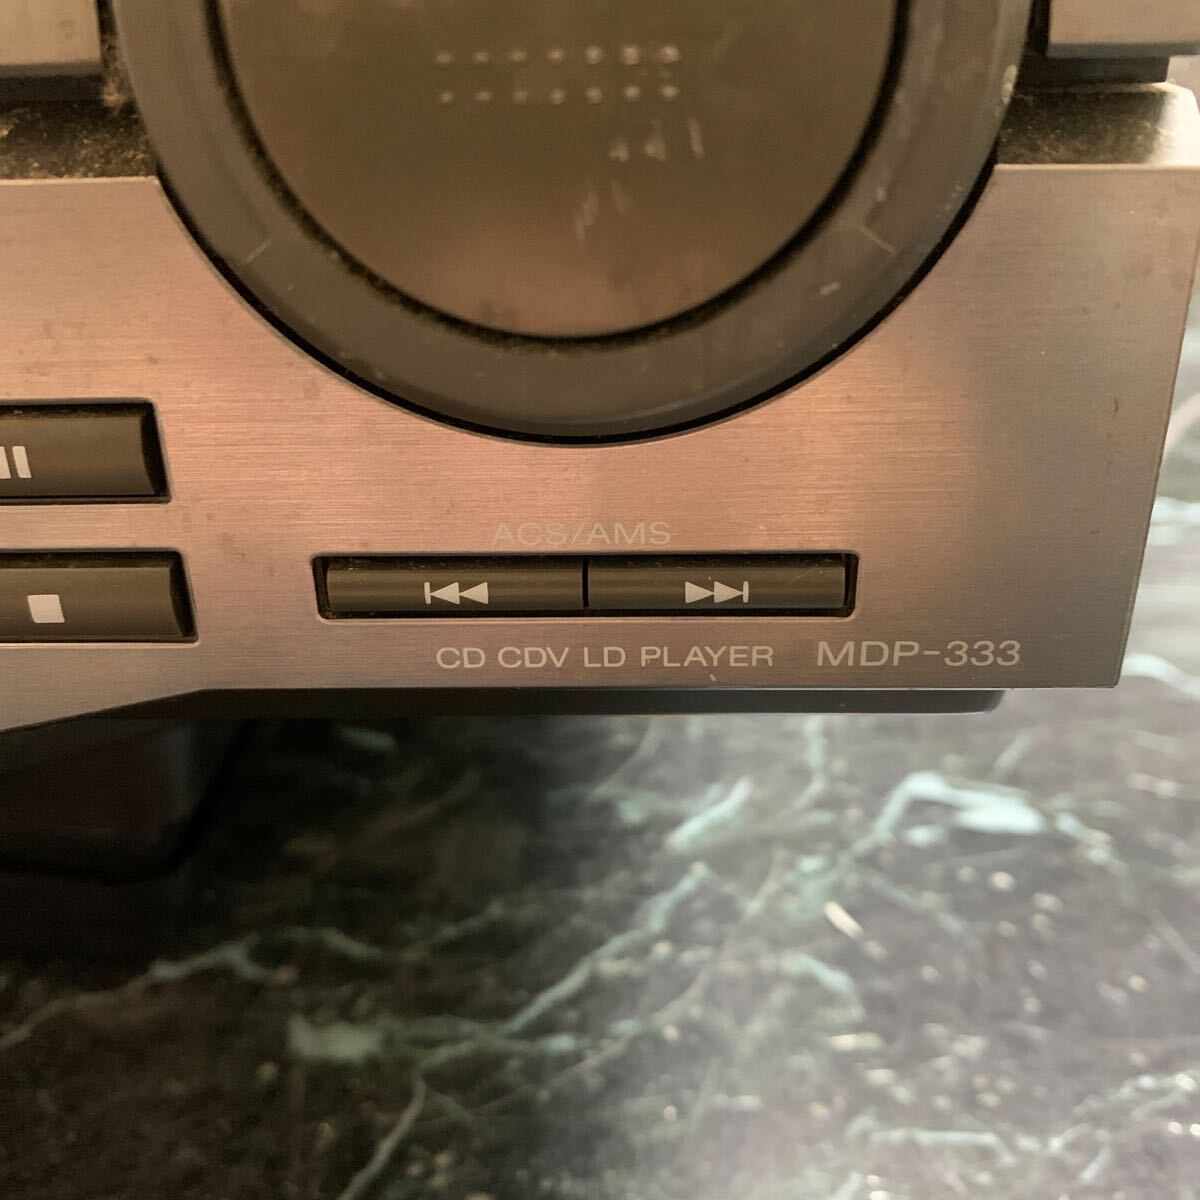 ACS/AMS
CD CDV LD PLAYER MDP-333